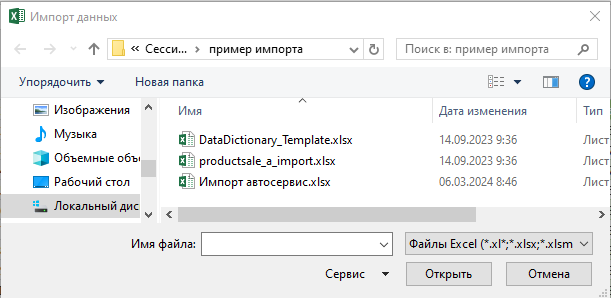 Импорт данных
« Сесси... › пример импорта
Поиск в: пример импорта
Упорядочить
Новая папка
?
Изображения
Музыка
Объемные объе
Рабочий стол
Локальный дис
Имя
Дата изменения
Тип
DataDictionary_Template.xlsx
14.09.2023 9:36
Лист
productsale_a_import.xlsx
14.09.2023 9:36
Лист
Импорт автосервис.xlsx
06.03.2024 8:46
Лист
Имя файла:
Файлы Excel (*.xl*;*.xlsx;*.xlsm
Сервис
Открыть
Отмена